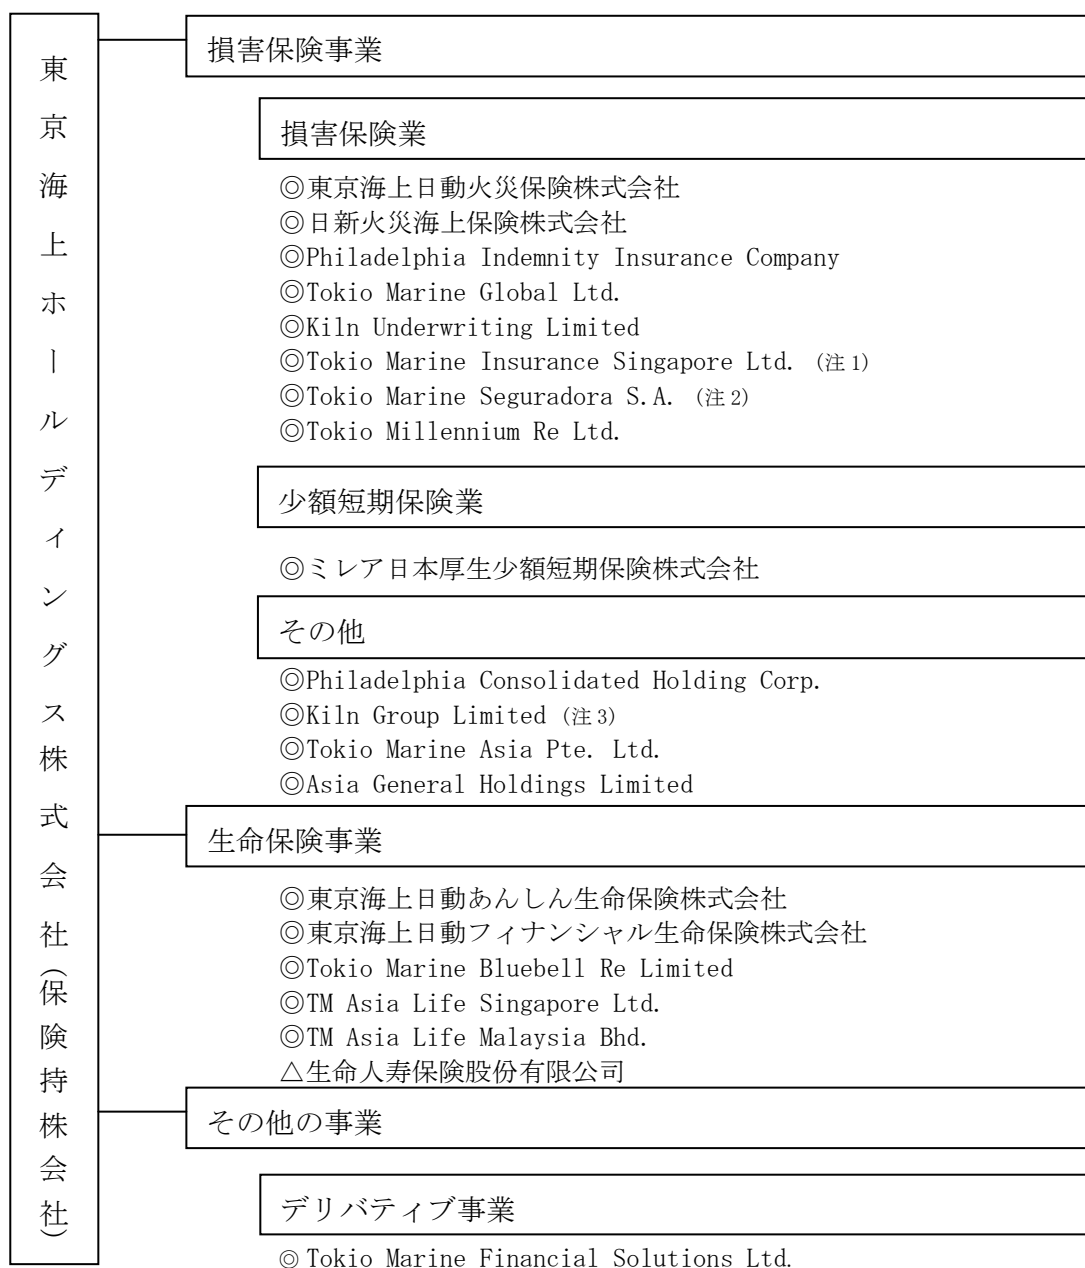 東京海上ホールディングス株式会社(保険持株会社)
損害保険事業
損害保険業
◎東京海上日動火災保険株式会社
◎日新火災海上保険株式会社
◎Philadelphia Indemnity Insurance Company
◎Tokio Marine Global Ltd.
◎Kiln Underwriting Limited
◎Tokio Marine Insurance Singapore Ltd. (注1)
◎Tokio Marine Seguradora S.A. (注2)
◎Tokio Millennium Re Ltd.
少額短期保険業
◎ミレア日本厚生少額短期保険株式会社
その他
◎Philadelphia Consolidated Holding Corp.
◎Kiln Group Limited (注3)
◎Tokio Marine Asia Pte. Ltd.
◎Asia General Holdings Limited
生命保険事業
◎東京海上日動あんしん生命保険株式会社
◎東京海上日動フィナンシャル生命保険株式会社
◎Tokio Marine Bluebell Re Limited
◎TM Asia Life Singapore Ltd.
◎TM Asia Life Malaysia Bhd.
△生命人寿保険股份有限公司
その他の事業
デリバティブ事業
◎Tokio Marine Financial Solutions Ltd.